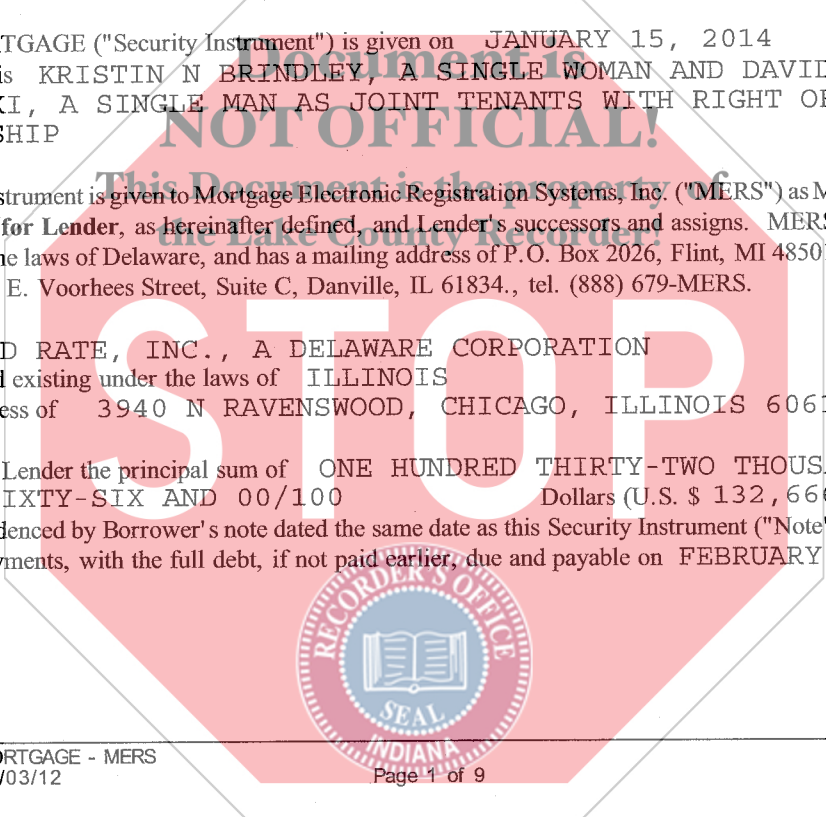 TGAGE ("Security Instrument") is given on JANUARY 15, 2014
is KRISTIN N BRINDLEY, A SINGLE WOMAN AND DAVID
KI, A SINGLE MAN AS JOINT TENANTS WITH RIGHT OF
SHIP
Document is
NOT OFFICIAL!
This Document is the property of
the Lake County Recorder!
strument is given to Mortgage Electronic Registration Systems, Inc. ("MERS") as
for Lender, as hereinafter defined, and Lender's successors and assigns. MERS
e laws of Delaware, and has a mailing address of P.O. Box 2026, Flint, MI 4850
E. Voorhees Street, Suite C, Danville, IL 61834., tel. (888) 679-MERS.
STOP
D RATE, INC., A DELAWARE CORPORATION
existing under the laws of ILLINOIS
ess of 3940 N RAVENSWOOD, CHICAGO, ILLINOIS 606
Lender the principal sum of ONE HUNDRED THIRTY-TWO THOUS
IXTY-SIX AND 00/100 Dollars (U.S. $ 132,66
denced by Borrower's note dated the same date as this Security Instrument ("Note"
ments, with the full debt, if not paid earlier, due and payable on FEBRUARY
RECORDER'S OFFICE
SEAL
INDIANA
RTGAGE - MERS
/03/12 Page 1 of 9